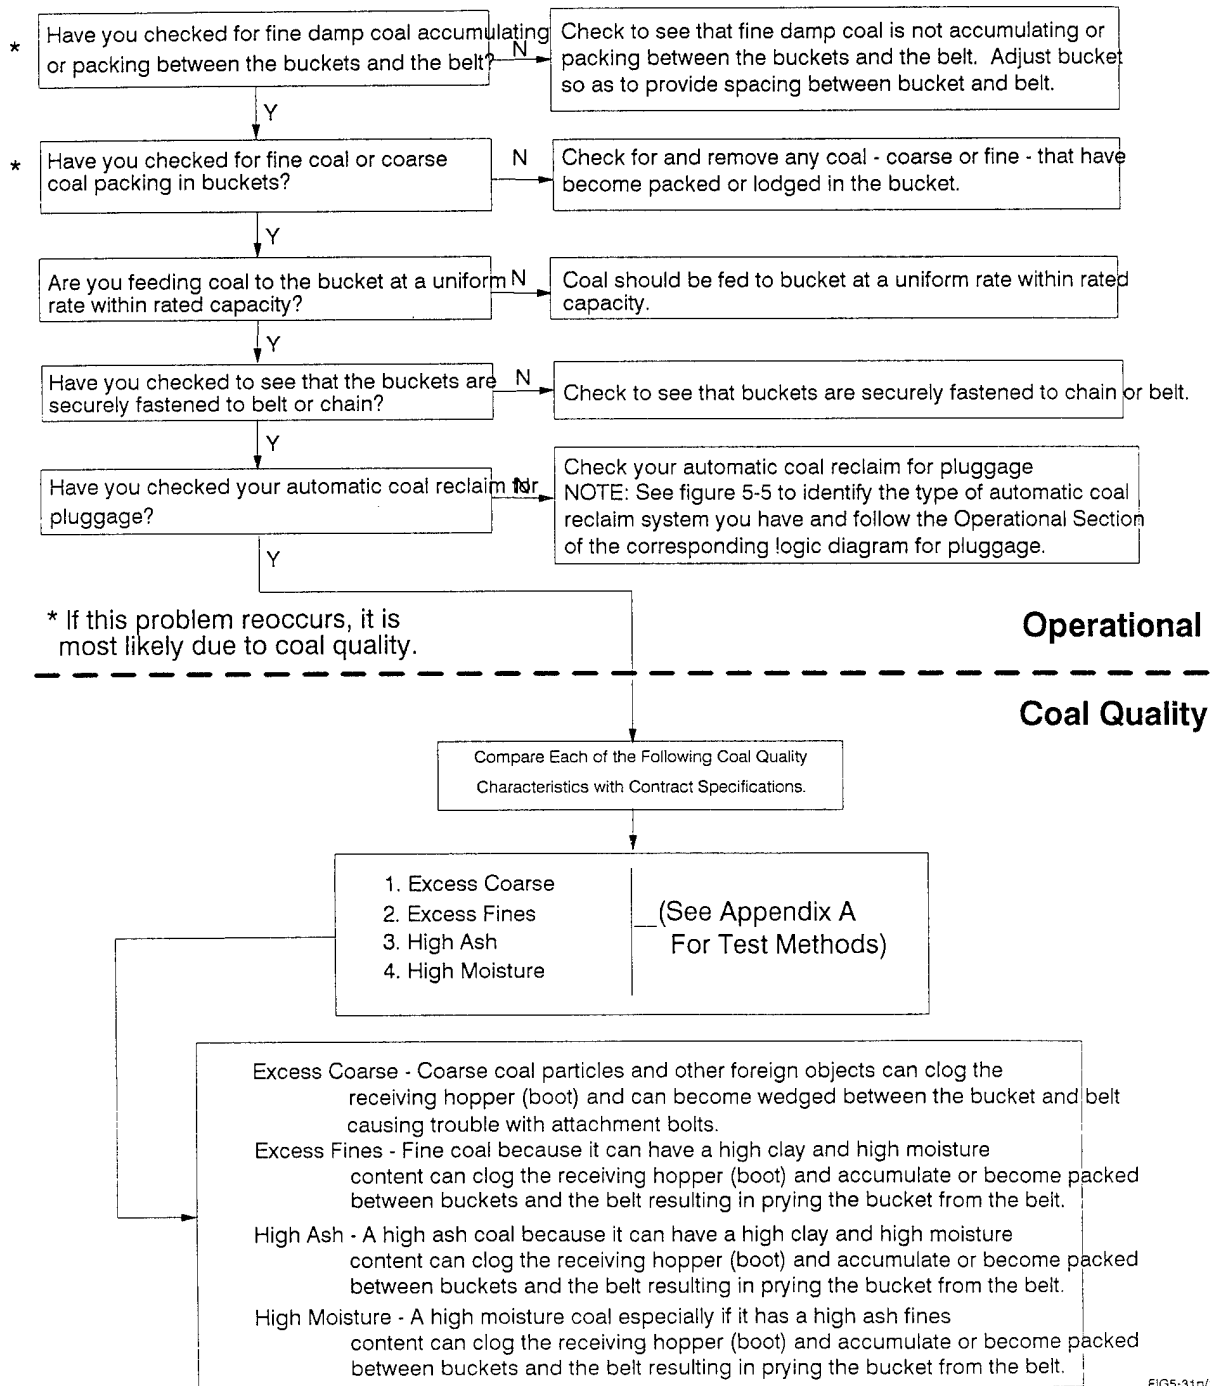 * Have you checked for fine damp coal accumulating
or packing between the buckets and the belt?
N
Check to see that fine damp coal is not accumulating or
packing between the buckets and the belt. Adjust bucket
so as to provide spacing between bucket and belt.
Y
* Have you checked for fine coal or coarse
coal packing in buckets?
N
Check for and remove any coal - coarse or fine - that have
become packed or lodged in the bucket.
Y
Are you feeding coal to the bucket at a uniform
rate within rated capacity?
N
Coal should be fed to bucket at a uniform rate within rated
capacity.
Y
Have you checked to see that the buckets are
securely fastened to belt or chain?
N
Check to see that buckets are securely fastened to chain or belt.
Y
Have you checked your automatic coal reclaim for
pluggage?
N
Check your automatic coal reclaim for pluggage
NOTE: See figure 5-5 to identify the type of automatic coal
reclaim system you have and follow the Operational Section
of the corresponding logic diagram for pluggage.
Y
* If this problem reoccurs, it is
most likely due to coal quality.
Operational
Coal Quality
Compare Each of the Following Coal Quality
Characteristics with Contract Specifications.
1. Excess Coarse
2. Excess Fines
3. High Ash
4. High Moisture
(See Appendix A
For Test Methods)
Excess Coarse - Coarse coal particles and other foreign objects can clog the
receiving hopper (boot) and can become wedged between the bucket and belt
causing trouble with attachment bolts.
Excess Fines - Fine coal because it can have a high clay and high moisture
content can clog the receiving hopper (boot) and accumulate or become packed
between buckets and the belt resulting in prying the bucket from the belt.
High Ash - A high ash coal because it can have a high clay and high moisture
content can clog the receiving hopper (boot) and accumulate or become packed
between buckets and the belt resulting in prying the bucket from the belt.
High Moisture - A high moisture coal especially if it has a high ash fines
content can clog the receiving hopper (boot) and accumulate or become packed
between buckets and the belt resulting in prying the bucket from the belt.
FIG5-31n/